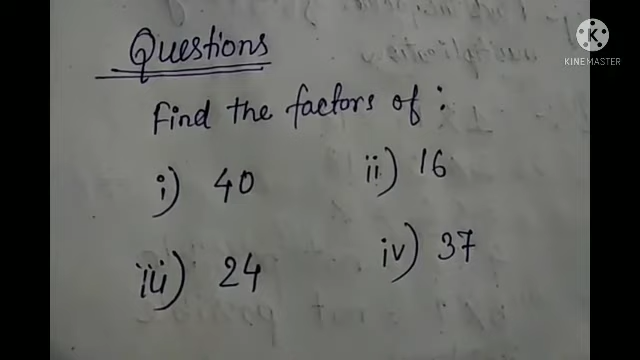 Questions
Find the factors of :
i) 40 ii) 16
iii) 24 iv) 37
K
KINEMASTER